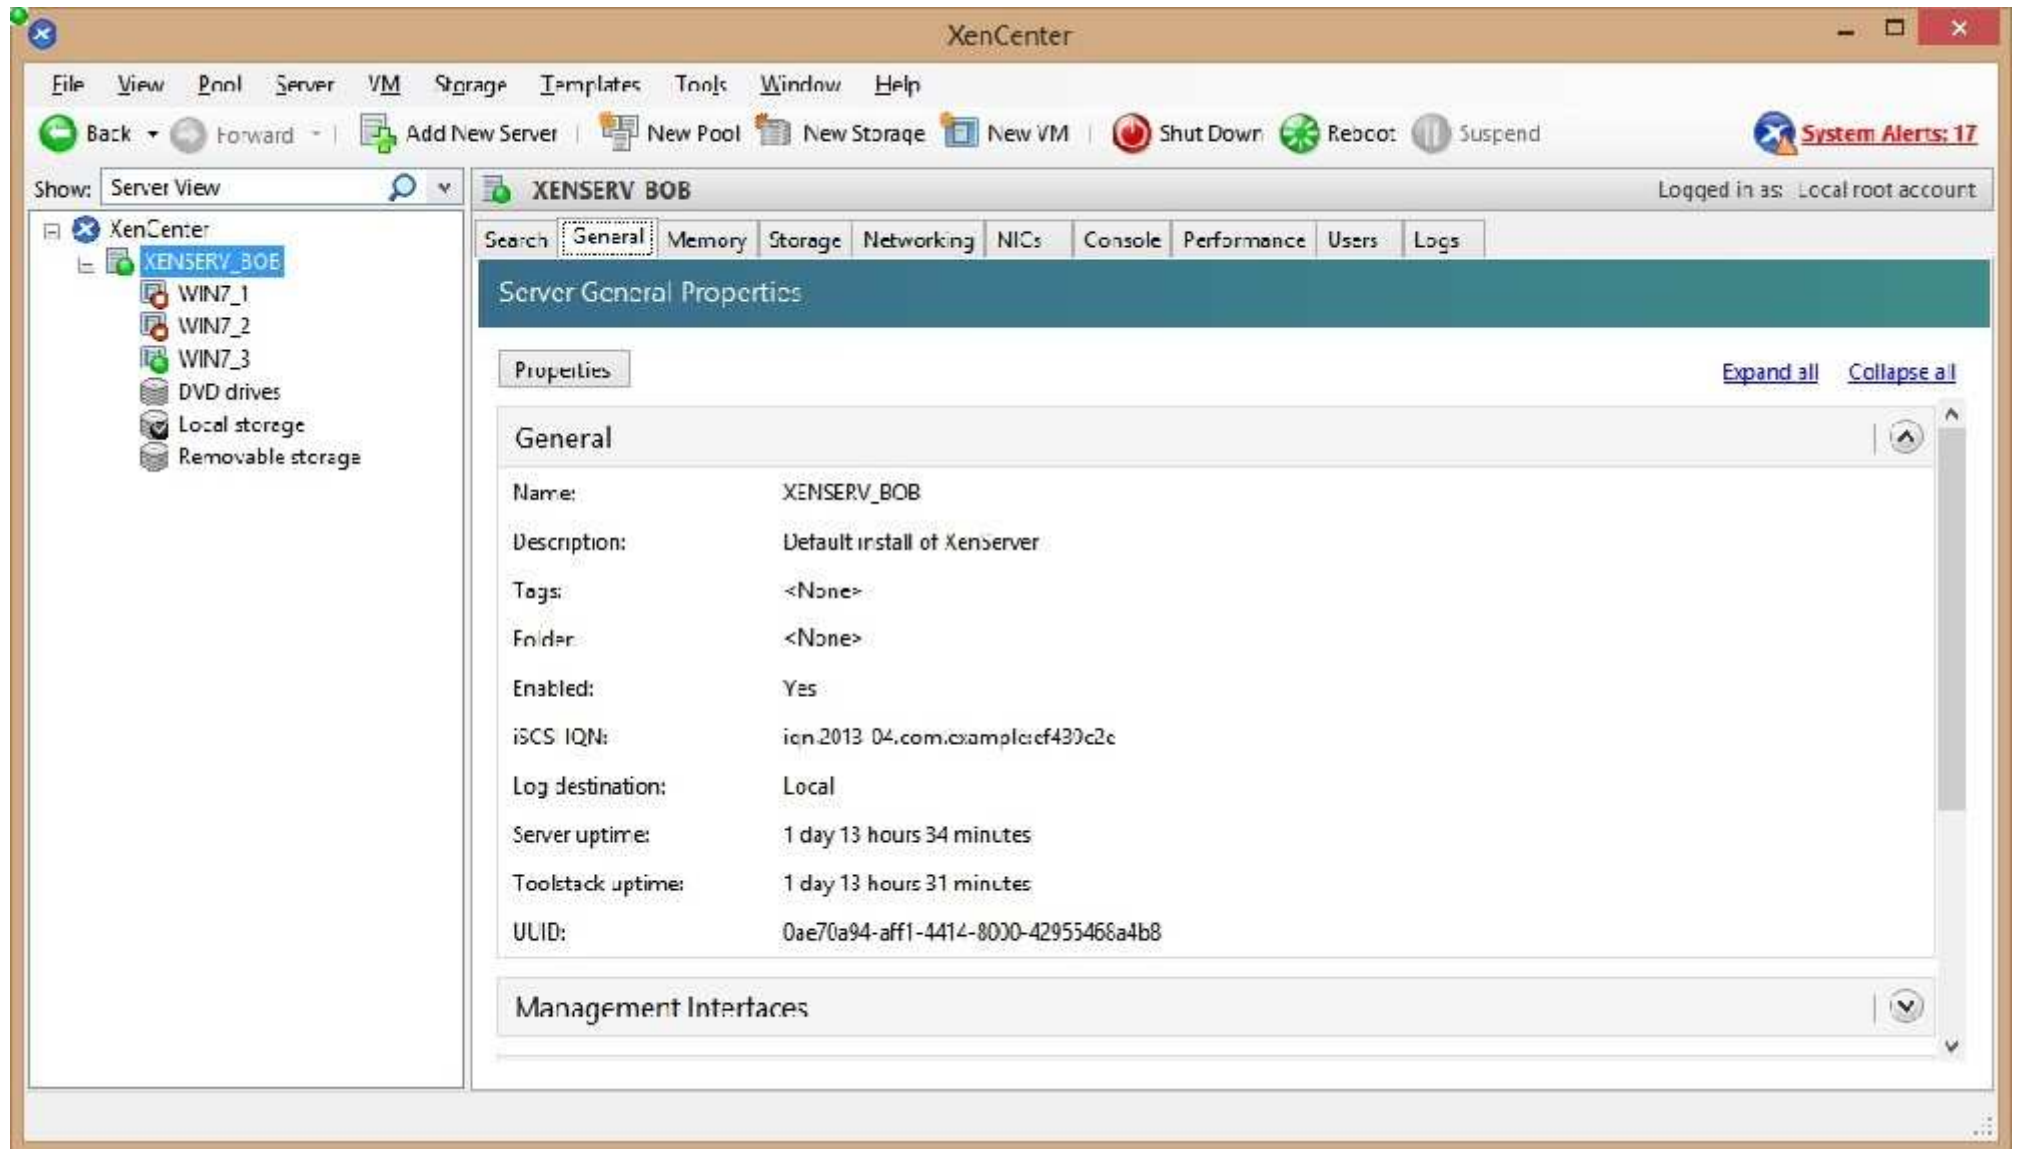 XenCenter
File View Pool Server VM Storage Templates Tools Window Help
Back Forward Add New Server New Pool New Storage New VM Shut Down Reboot Suspend System Alerts: 17
Show: Server View
XENSERV_BOB Logged in as: Local root account
XenCenter
XENSERV_BOB
WIN7_1
WIN7_2
WIN7_3
DVD drives
Local storage
Removable storage
Search General Memory Storage Networking NICs Console Performance Users Logs
Server General Properties
Properties Expand all Collapse all
General
Name: XENSERV_BOB
Description: Default install of XenServer
Tags: <None>
Folder: <None>
Enabled: Yes
iSCSI IQN:
Log destination: Local
Server uptime: 1 day 13 hours 34 minutes
Toolstack uptime: 1 day 13 hours 31 minutes
UUID: 0ae70a94-aff1-4414-8000-42955468a4b8
Management Interfaces